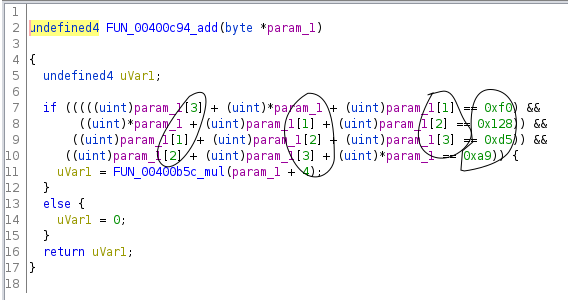 1
2 undefined4 FUN_00400c94_add(byte *param_1)
3
4 {
5 undefined4 uVar1;
6
7 if (((((uint)param_1[3] + (uint)*param_1 + (uint)param_1[1] == 0xf0) &&
8 ((uint)*param_1 + (uint)param_1[1] + (uint)param_1[2] == 0x128)) &&
9 ((uint)param_1[1] + (uint)param_1[2] + (uint)param_1[3] == 0xd5)) &&
10 ((uint)param_1[2] + (uint)param_1[3] + (uint)*param_1 == 0xa9)) {
11 uVar1 = FUN_00400b5c_mul(param_1 + 4);
12 }
13 else {
14 uVar1 = 0;
15 }
16 return uVar1;
17 }
18